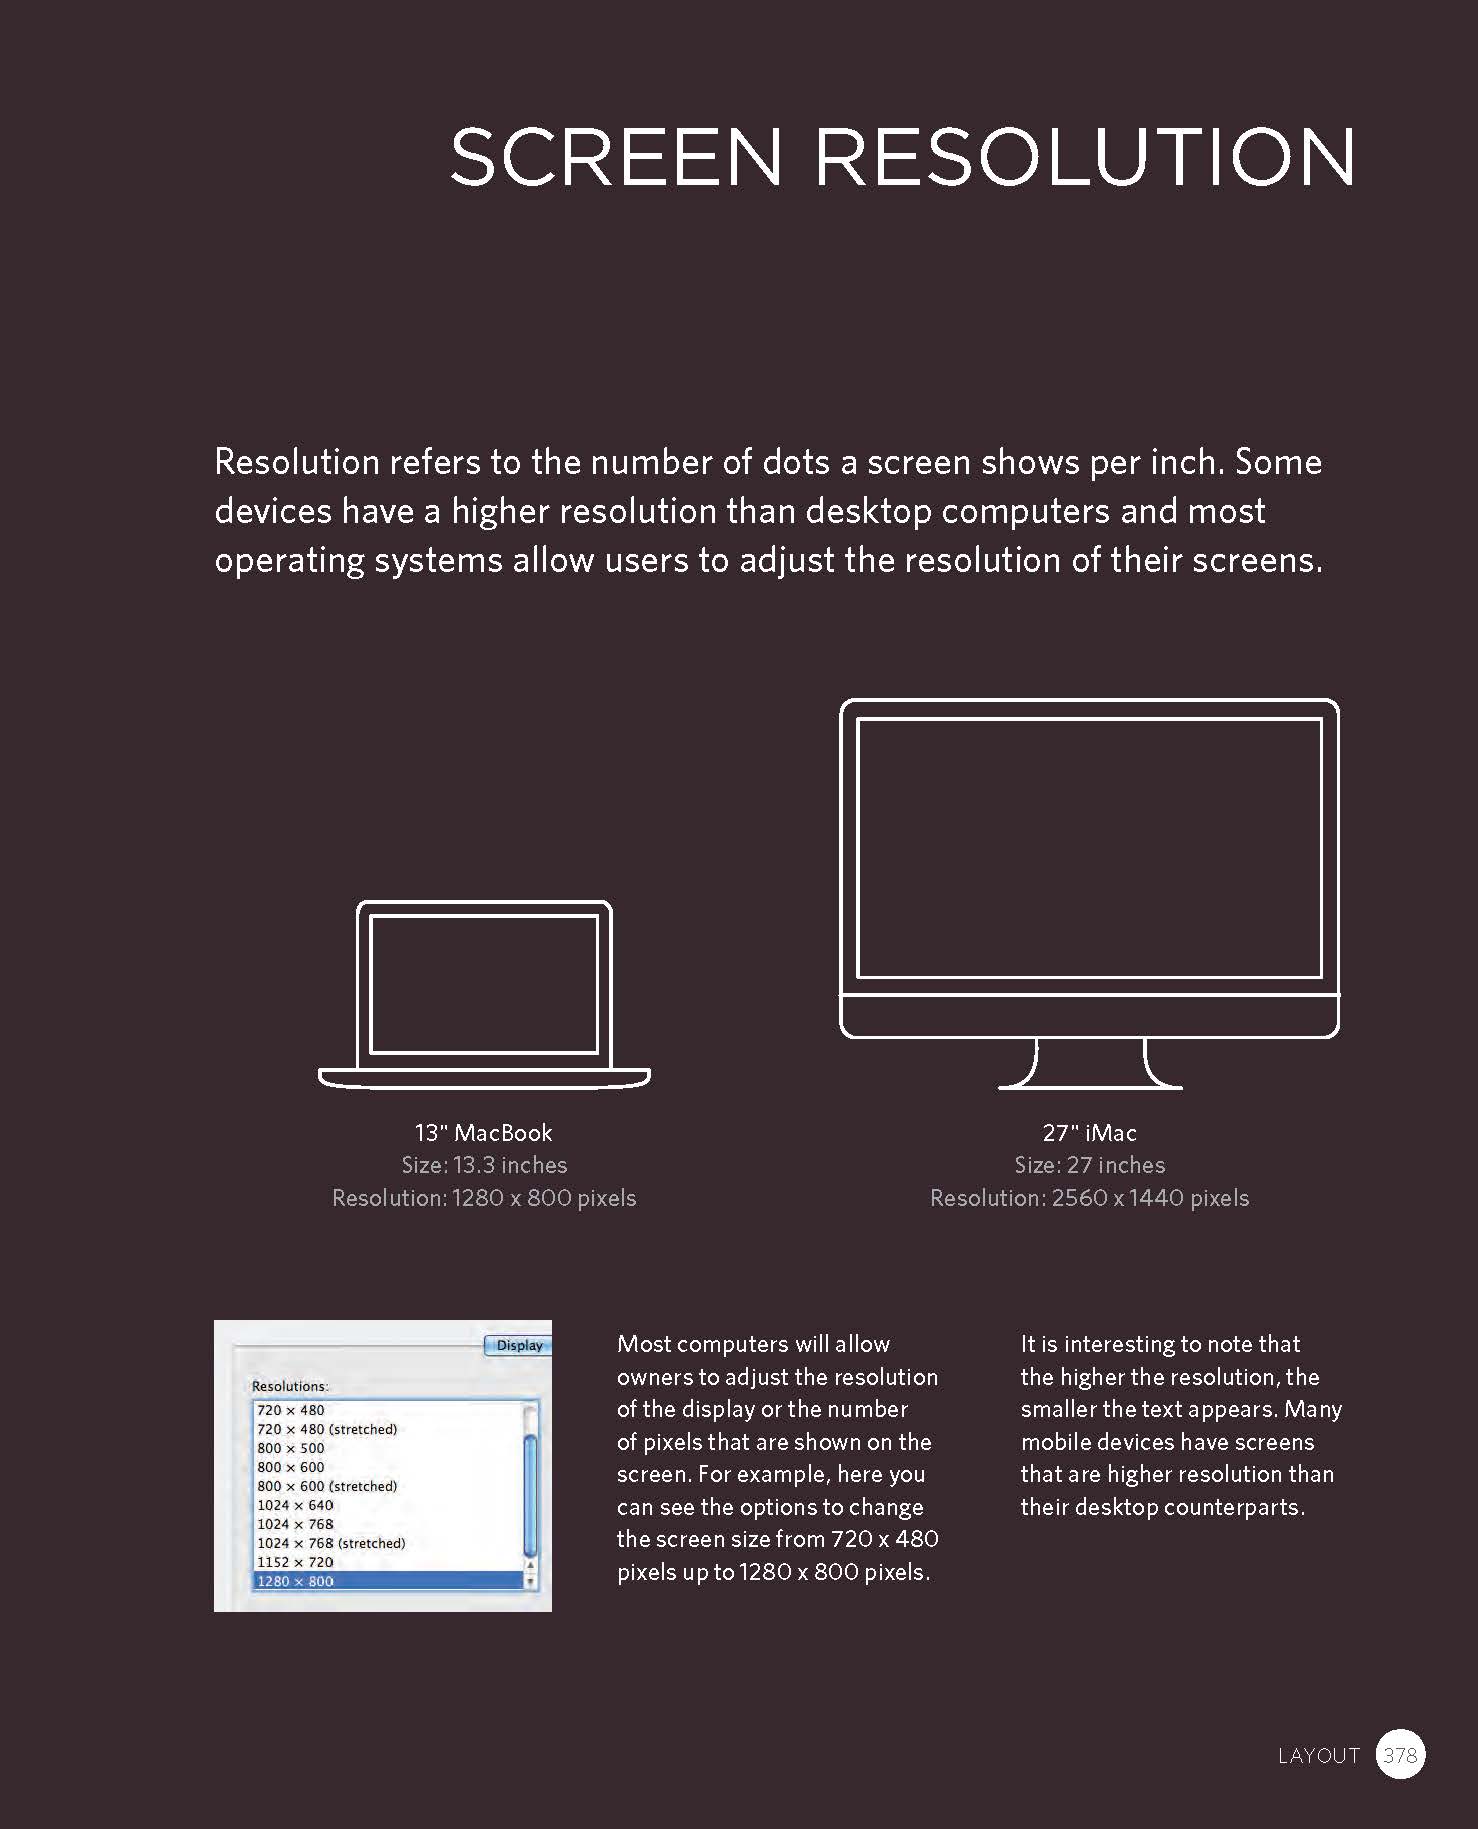 SCREEN RESOLUTION
Resolution refers to the number of dots a screen shows per inch. Some
devices have a higher resolution than desktop computers and most
operating systems allow users to adjust the resolution of their screens.
13" MacBook
Size: 13.3 inches
Resolution: 1280 x 800 pixels
27" iMac
Size: 27 inches
Resolution: 2560 x 1440 pixels
Display
Resolutions:
720 × 480
720 × 480 (stretched)
800 × 500
800 × 600
800 × 600 (stretched)
1024 × 640
1024 × 768
1024 × 768 (stretched)
1152 × 720
1280 × 800
Most computers will allow
owners to adjust the resolution
of the display or the number
of pixels that are shown on the
screen. For example, here you
can see the options to change
the screen size from 720 x 480
pixels up to 1280 x 800 pixels.
It is interesting to note that
the higher the resolution, the
smaller the text appears. Many
mobile devices have screens
that are higher resolution than
their desktop counterparts.
LAYOUT 378